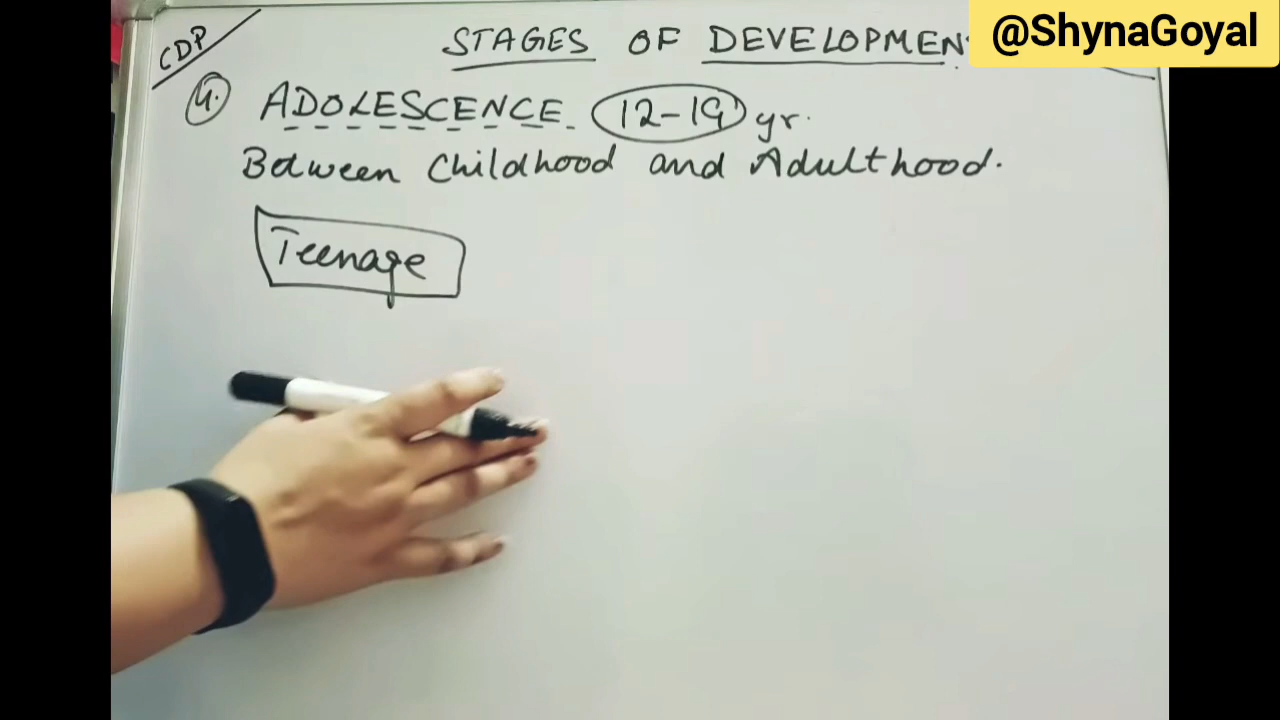 @ShynaGoyal
CDP
STAGES OF DEVELOPMEN
4. ADOLESCENCE 12-19 yr.
Between Childhood and Adulthood.
Teenage